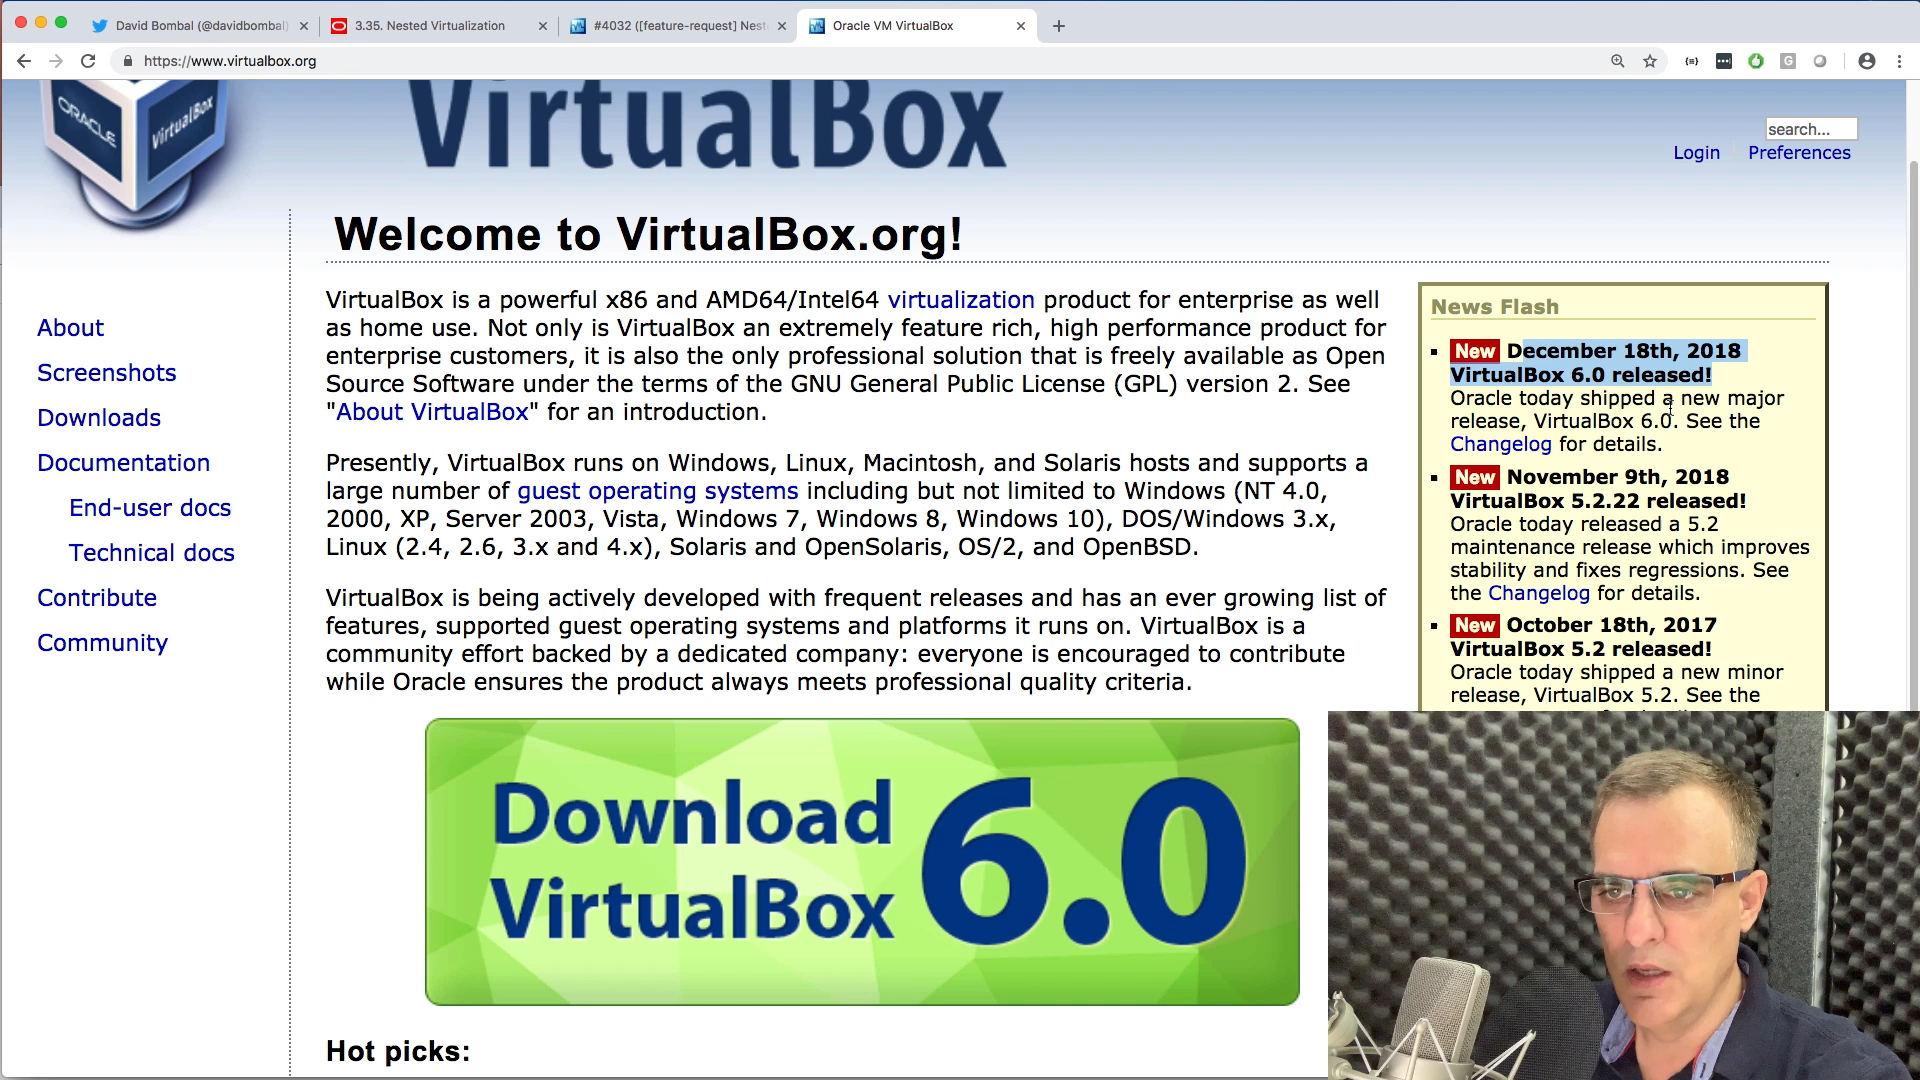 David Bombal (@davidbombal)
3.35. Nested Virtualization
#4032 ([feature-request] Nest
Oracle VM VirtualBox
https://www.virtualbox.org
ORACLE
VirtualBox
VirtualBox
search...
Login Preferences
Welcome to VirtualBox.org!
About
Screenshots
Downloads
Documentation
End-user docs
Technical docs
Contribute
Community
VirtualBox is a powerful x86 and AMD64/Intel64 virtualization product for enterprise as well
as home use. Not only is VirtualBox an extremely feature rich, high performance product for
enterprise customers, it is also the only professional solution that is freely available as Open
Source Software under the terms of the GNU General Public License (GPL) version 2. See
"About VirtualBox" for an introduction.
Presently, VirtualBox runs on Windows, Linux, Macintosh, and Solaris hosts and supports a
large number of guest operating systems including but not limited to Windows (NT 4.0,
2000, XP, Server 2003, Vista, Windows 7, Windows 8, Windows 10), DOS/Windows 3.x,
Linux (2.4, 2.6, 3.x and 4.x), Solaris and OpenSolaris, OS/2, and OpenBSD.
VirtualBox is being actively developed with frequent releases and has an ever growing list of
features, supported guest operating systems and platforms it runs on. VirtualBox is a
community effort backed by a dedicated company: everyone is encouraged to contribute
while Oracle ensures the product always meets professional quality criteria.
Download
VirtualBox
6.0
Hot picks:
News Flash
New December 18th, 2018
VirtualBox 6.0 released!
Oracle today shipped a new major
release, VirtualBox 6.0. See the
Changelog for details.
New November 9th, 2018
VirtualBox 5.2.22 released!
Oracle today released a 5.2
maintenance release which improves
stability and fixes regressions. See
the Changelog for details.
New October 18th, 2017
VirtualBox 5.2 released!
Oracle today shipped a new minor
release, VirtualBox 5.2. See the